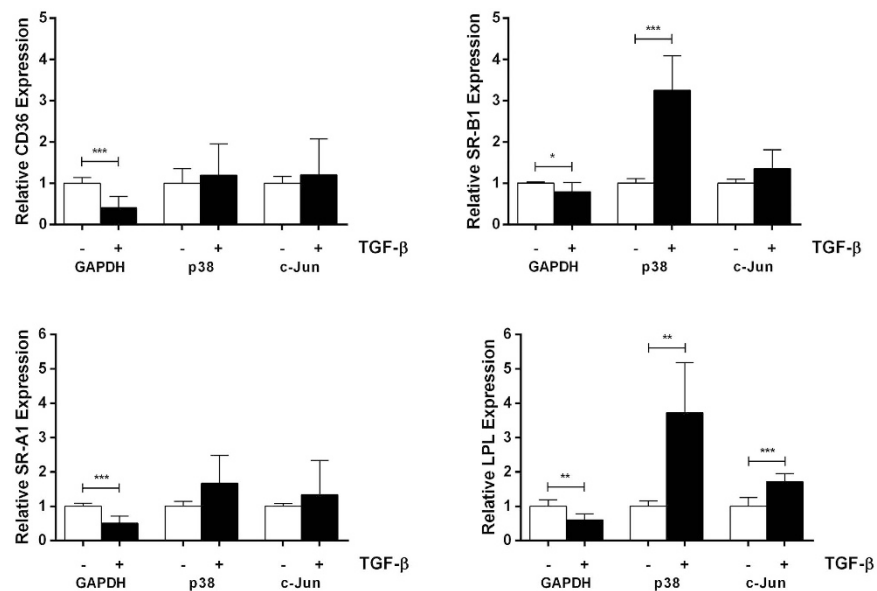 Relative CD36 Expression
5
4
3
2
1
0
***
- + - + - + TGF-β
GAPDH p38 c-Jun
Relative SR-B1 Expression
5
4
3
2
1
0
*
***
- + - + - + TGF-β
GAPDH p38 c-Jun
Relative SR-A1 Expression
6
5
4
3
2
1
0
***
- + - + - + TGF-β
GAPDH p38 c-Jun
Relative LPL Expression
6
5
4
3
2
1
0
**
**
***
- + - + - + TGF-β
GAPDH p38 c-Jun